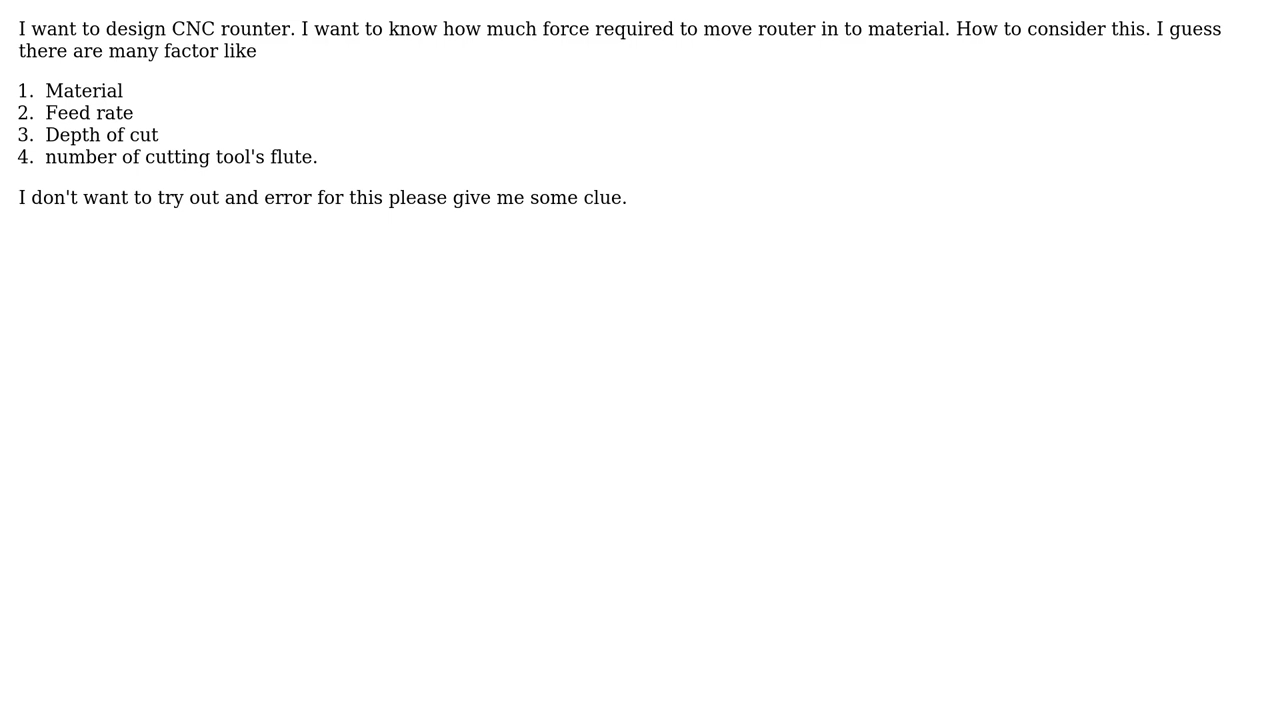 I want to design CNC rounter. I want to know how much force required to move router in to material. How to consider this. I guess
there are many factor like
1. Material
2. Feed rate
3. Depth of cut
4. number of cutting tool's flute.
I don't want to try out and error for this please give me some clue.